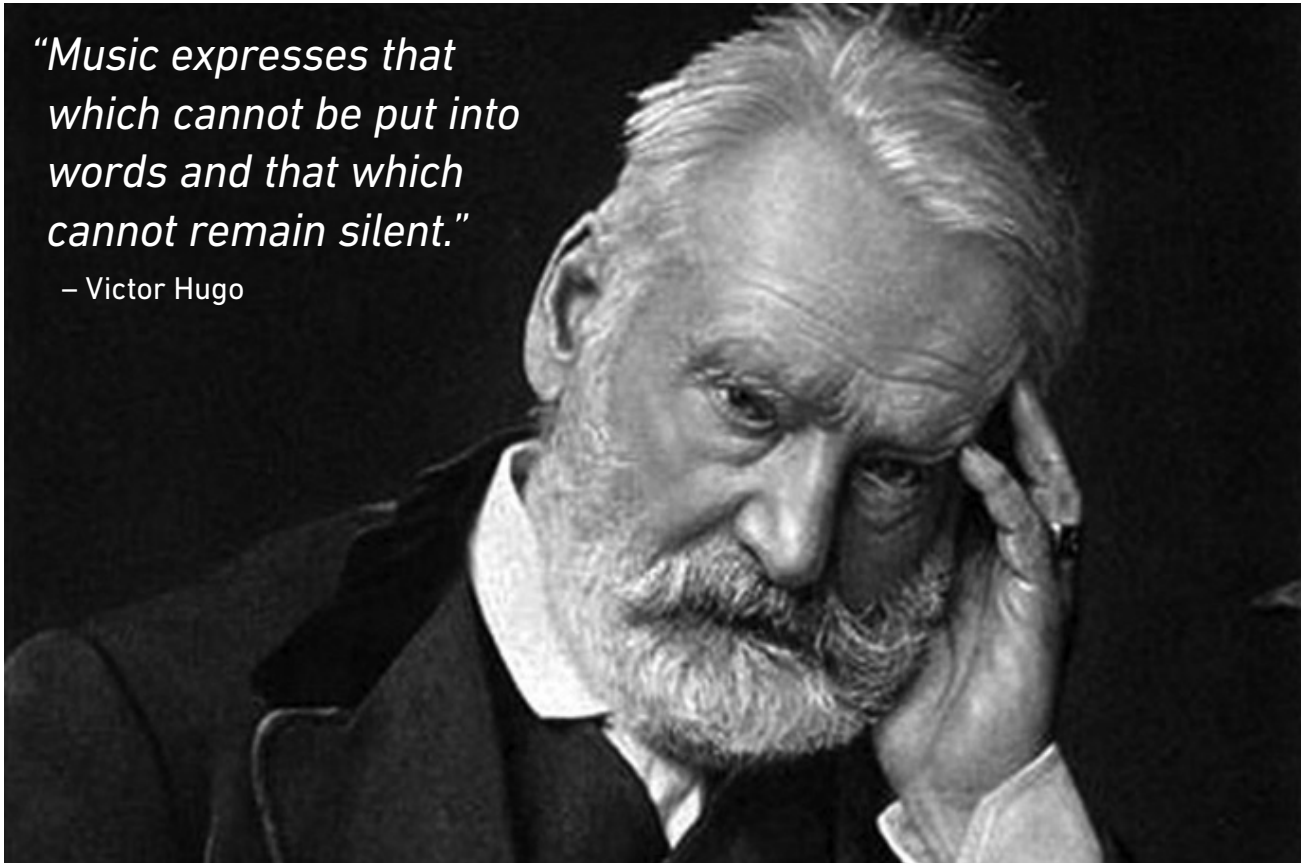 “Music expresses that
which cannot be put into
words and that which
cannot remain silent.”
– Victor Hugo